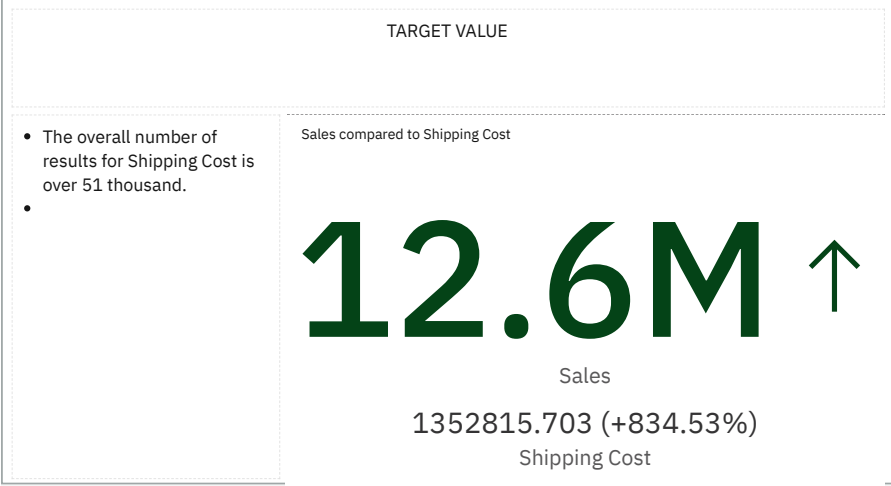 TARGET VALUE
• The overall number of
results for Shipping Cost is
over 51 thousand.
•
Sales compared to Shipping Cost
12.6M ↑
Sales
1352815.703 (+834.53%)
Shipping Cost